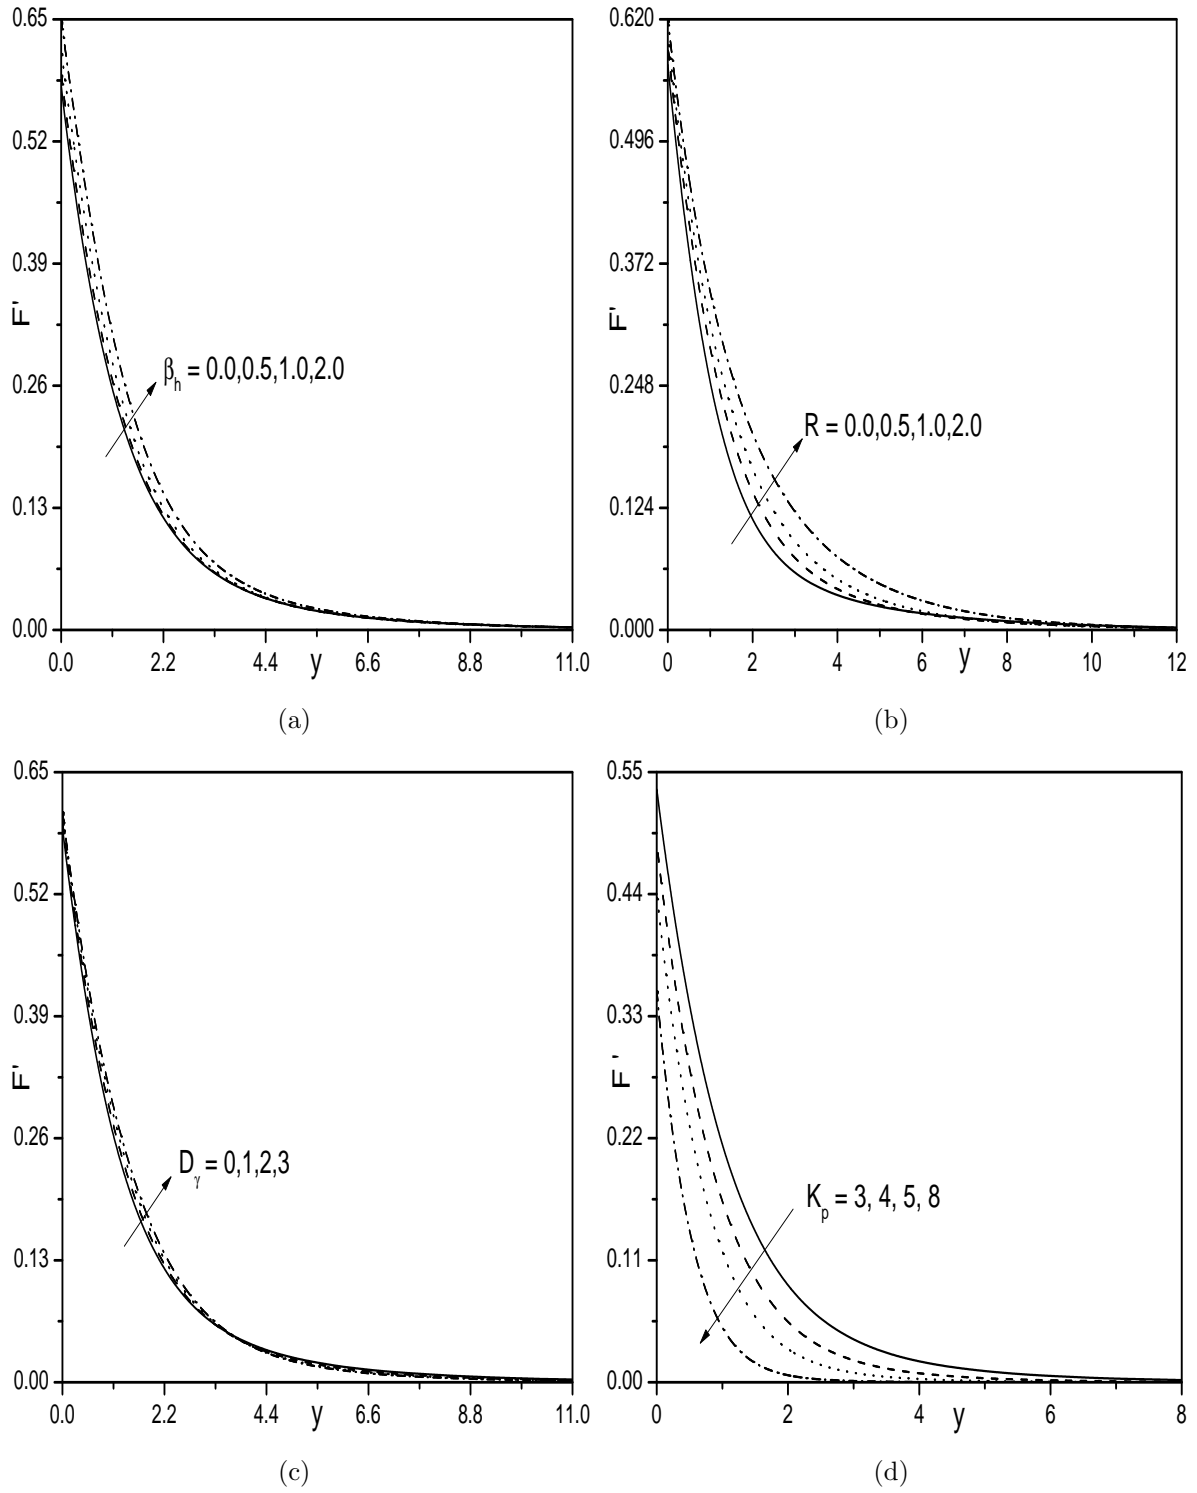 0.65
0.52
0.39
0.26
0.13
0.00
F'
βh = 0.0,0.5,1.0,2.0
0.0 2.2 4.4 y 6.6 8.8 11.0
(a)
0.620
0.496
0.372
0.248
0.124
0.000
F'
R = 0.0,0.5,1.0,2.0
0 2 4 6 y 8 10 12
(b)
0.65
0.52
0.39
0.26
0.13
0.00
F'
Dγ = 0,1,2,3
0.0 2.2 4.4 y 6.6 8.8 11.0
(c)
0.55
0.44
0.33
0.22
0.11
0.00
F'
Kp = 3, 4, 5, 8
0 2 4 y 6 8
(d)